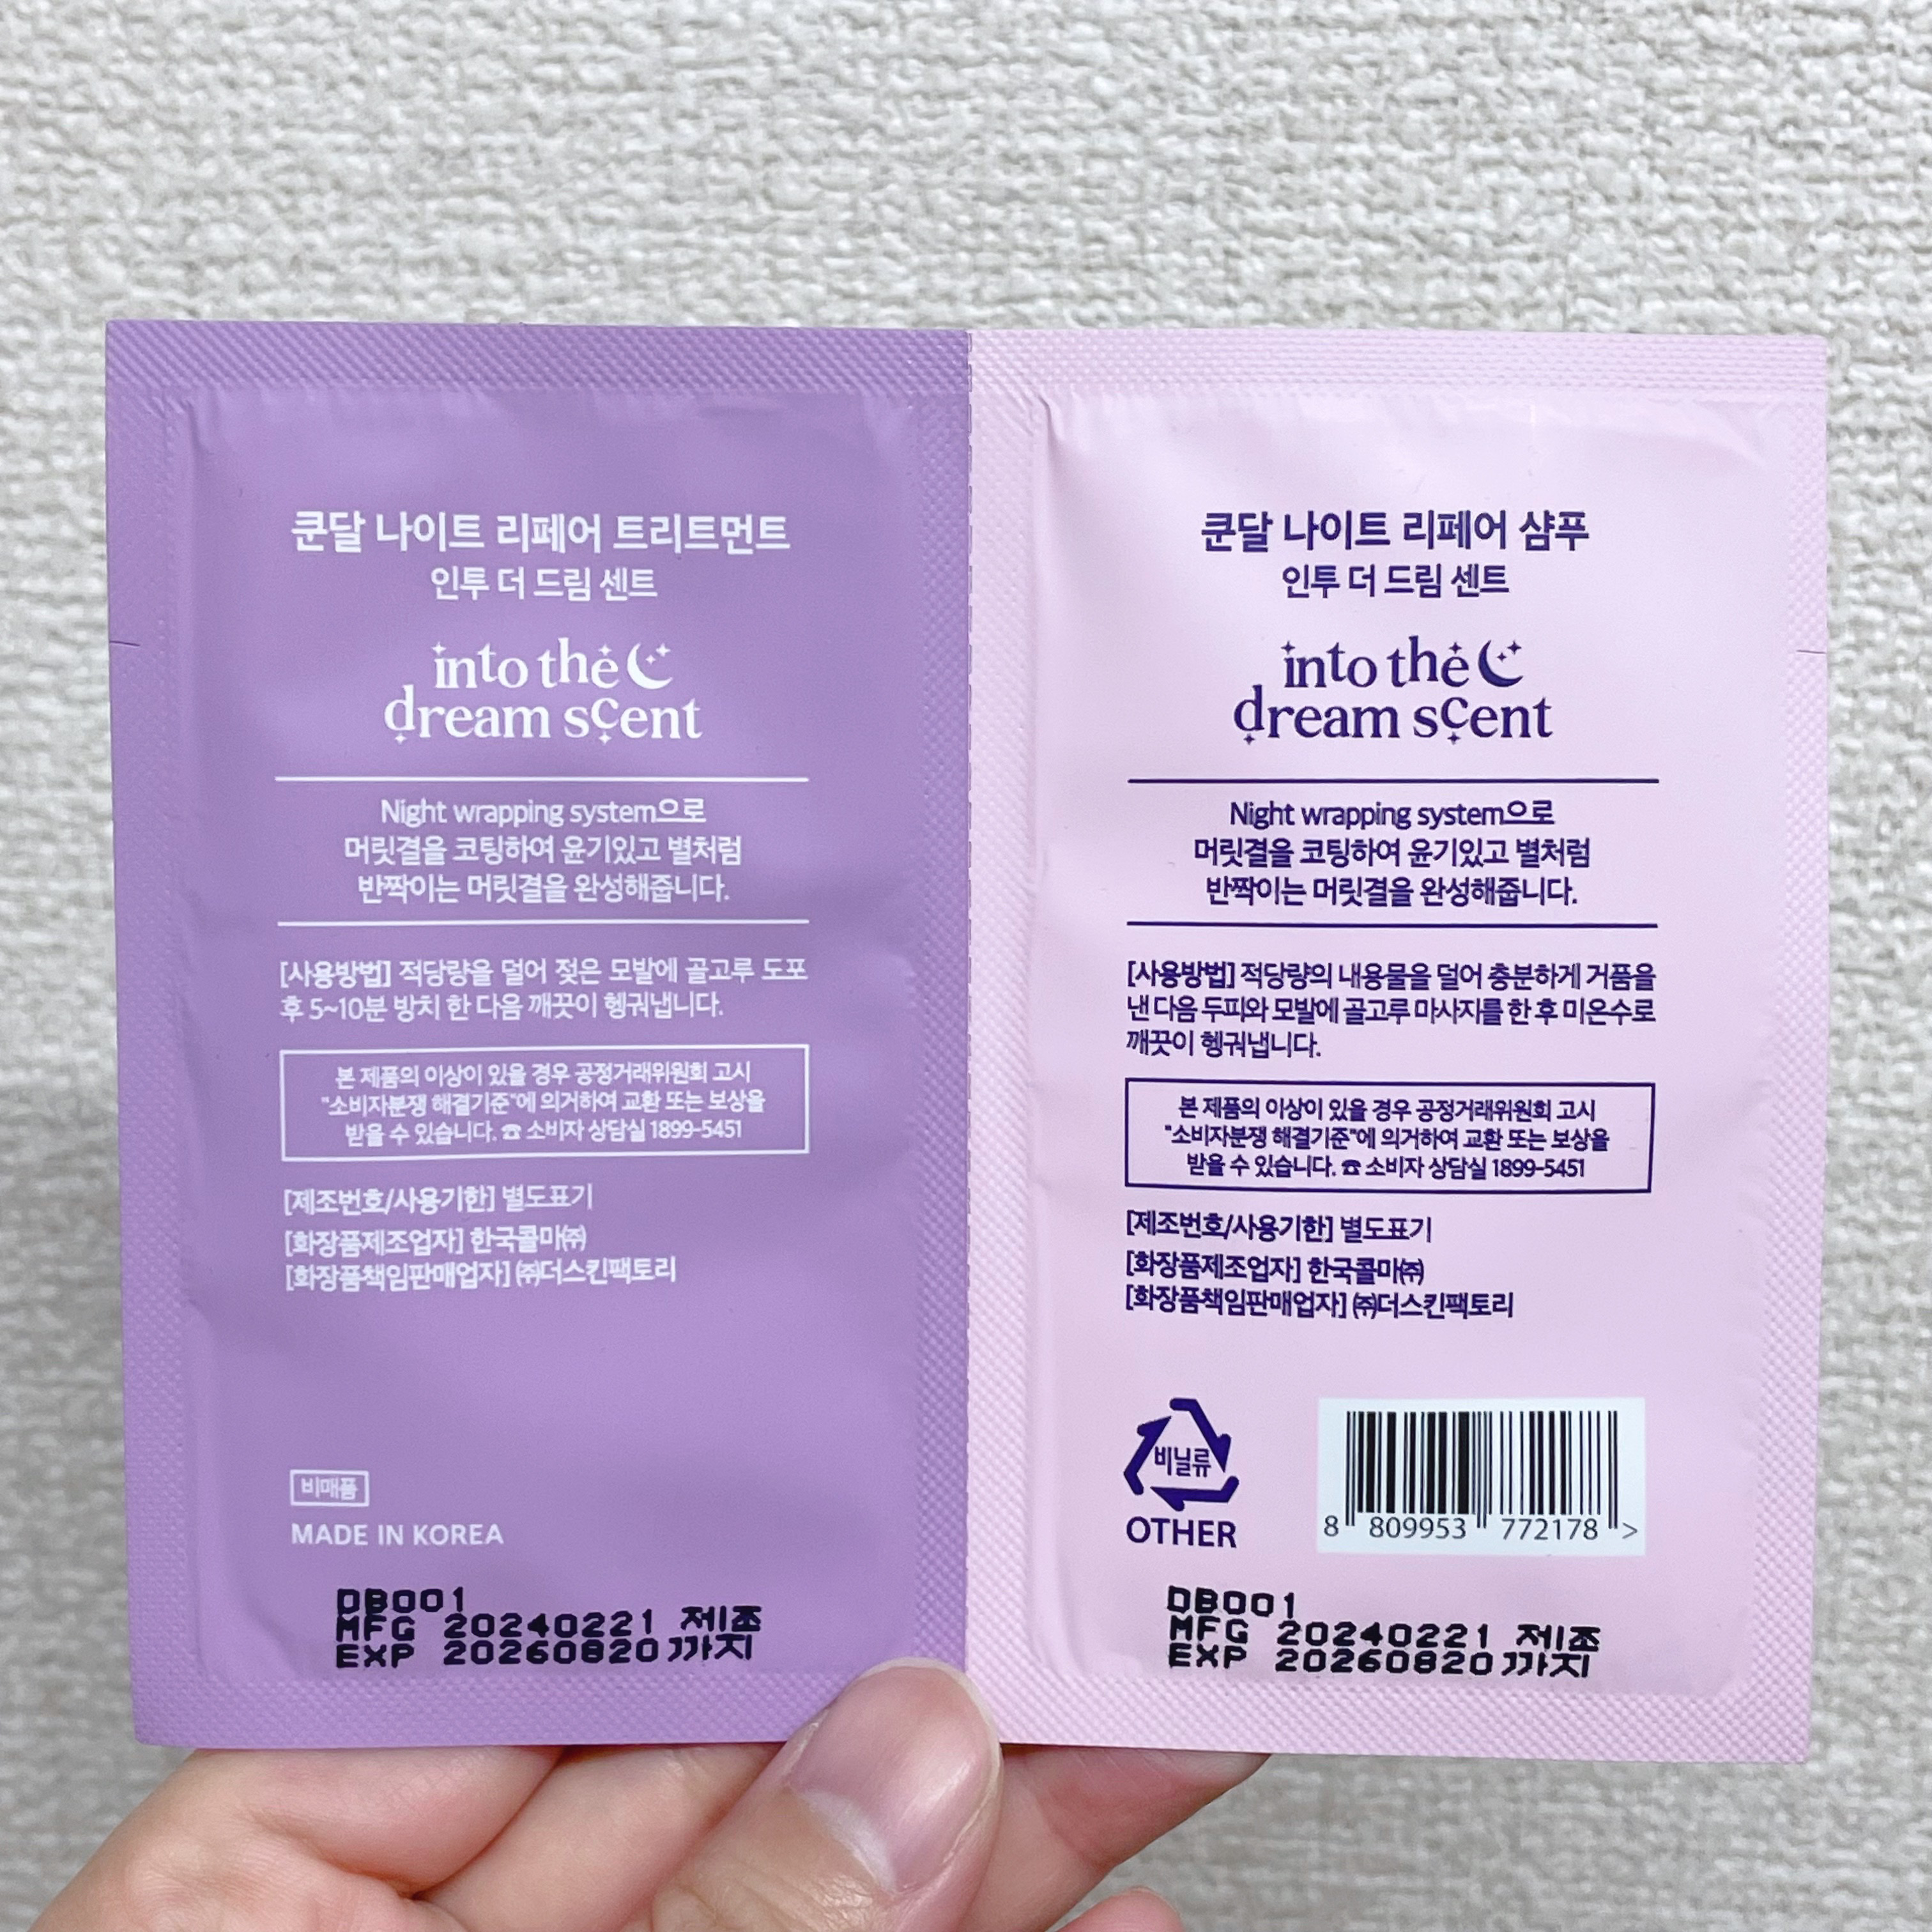 쿤달 나이트 리페어 트리트먼트
인투 더 드림 센트
into the
dream scent
Night wrapping system으로
머릿결을 코팅하여 윤기있고 별처럼
반짝이는 머릿결을 완성해줍니다.
[사용방법] 적당량을 덜어 젖은 모발에 골고루 도포
후 5~10분 방치 한 다음 깨끗이 헹궈냅니다.
본 제품의 이상이 있을 경우 공정거래위원회 고시
"소비자분쟁 해결기준"에 의거하여 교환 또는 보상을
받을 수 있습니다. ☎ 소비자 상담실 1899-5451
[제조번호/사용기한] 별도표기
[화장품제조업자] 한국콜마㈜
[화장품책임판매업자] ㈜더스킨팩토리
비매품
MADE IN KOREA
DB001
MFG 20240221 제조
EXP 20260820까지
쿤달 나이트 리페어 샴푸
인투 더 드림 센트
into the
dream scent
Night wrapping system으로
머릿결을 코팅하여 윤기있고 별처럼
반짝이는 머릿결을 완성해줍니다.
[사용방법] 적당량의 내용물을 덜어 충분하게 거품을
낸 다음 두피와 모발에 골고루 마사지를 한 후 미온수로
깨끗이 헹궈냅니다.
본 제품의 이상이 있을 경우 공정거래위원회 고시
"소비자분쟁 해결기준"에 의거하여 교환 또는 보상을
받을 수 있습니다. ☎ 소비자 상담실 1899-5451
[제조번호/사용기한] 별도표기
[화장품제조업자] 한국콜마㈜
[화장품책임판매업자] ㈜더스킨팩토리
비닐류
OTHER
8 809953 772178 >
DB001
MFG 20240221 제조
EXP 20260820까지